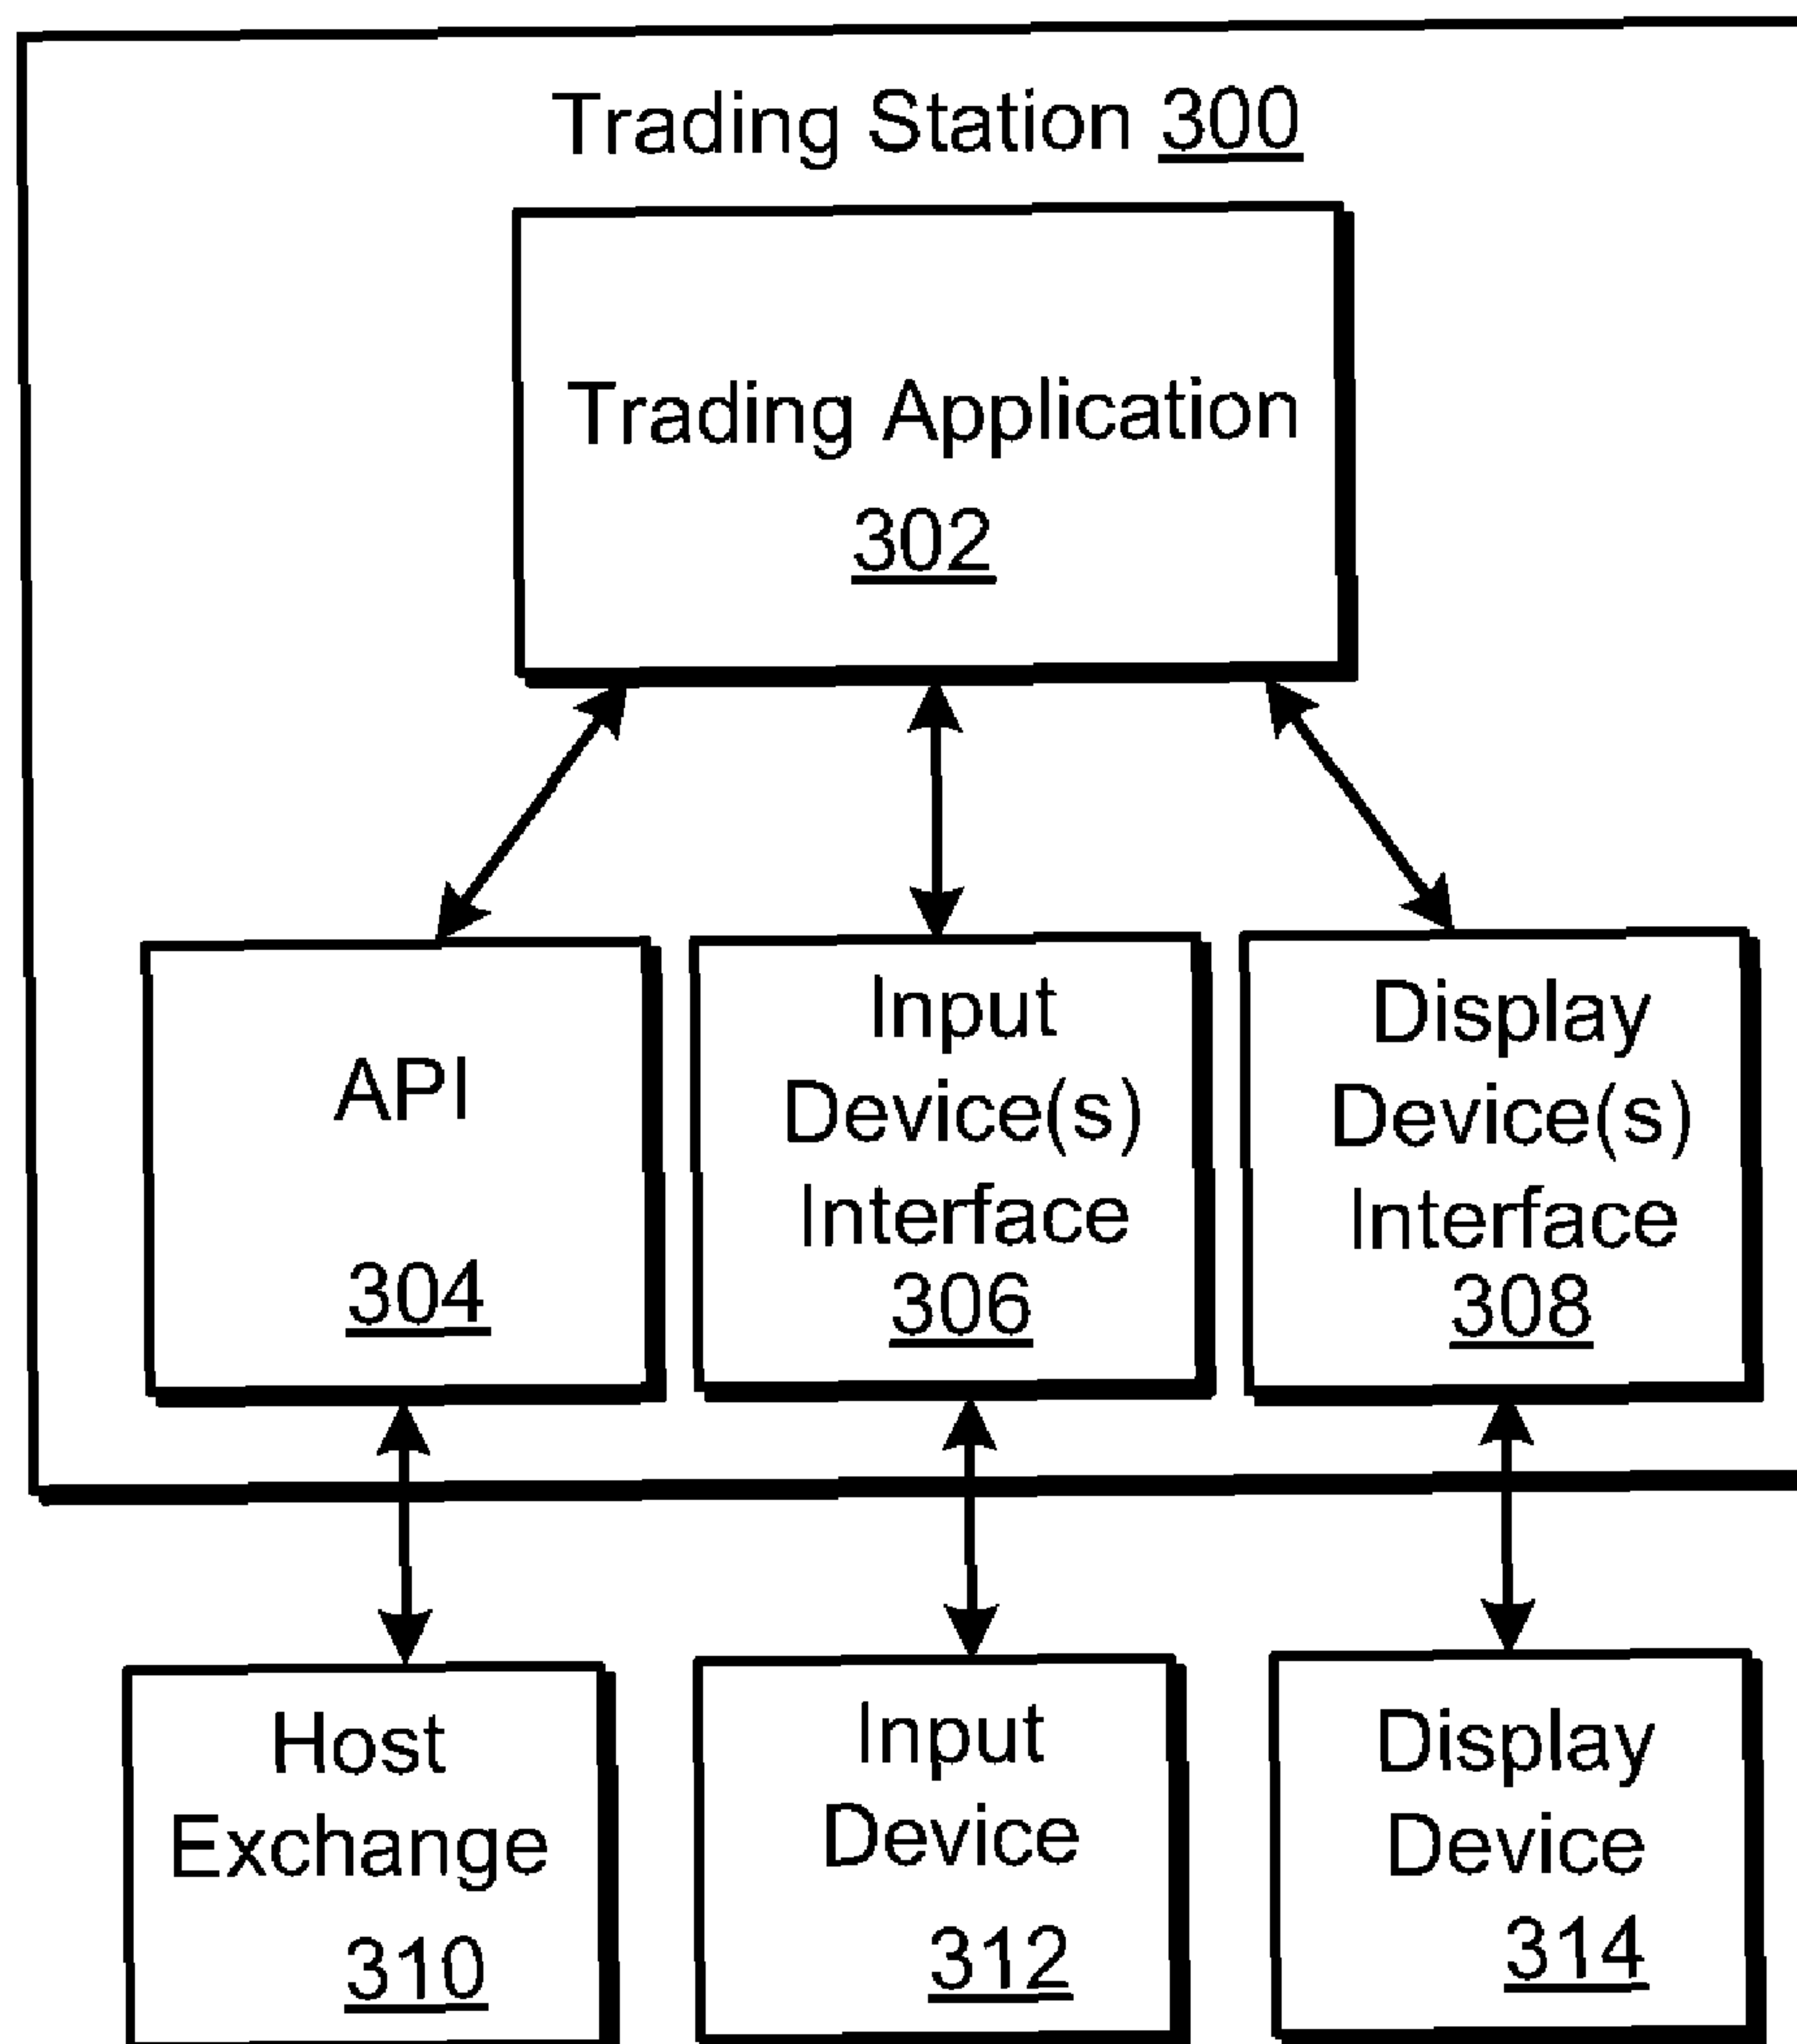 Trading Station 300
Trading Application
302
API
304
Input
Device(s)
Interface
306
Display
Device(s)
Interface
308
Host
Exchange
310
Input
Device
312
Display
Device
314